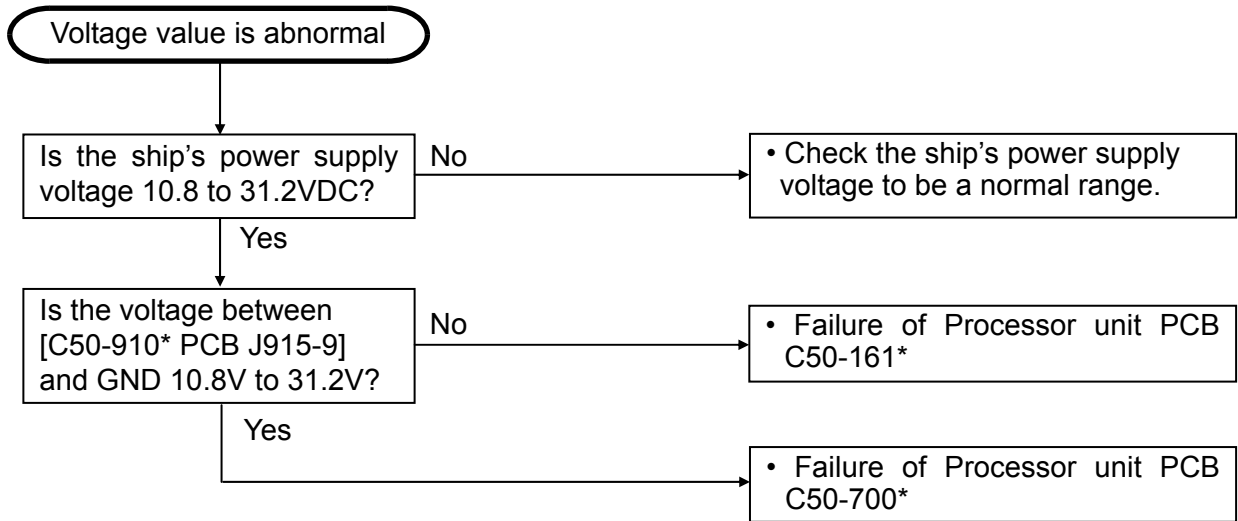 Voltage value is abnormal
Is the ship's power supply
voltage 10.8 to 31.2VDC?
No
• Check the ship's power supply
voltage to be a normal range.
Yes
Is the voltage between
[C50-910* PCB J915-9]
and GND 10.8V to 31.2V?
No
• Failure of Processor unit PCB
C50-161*
Yes
• Failure of Processor unit PCB
C50-700*